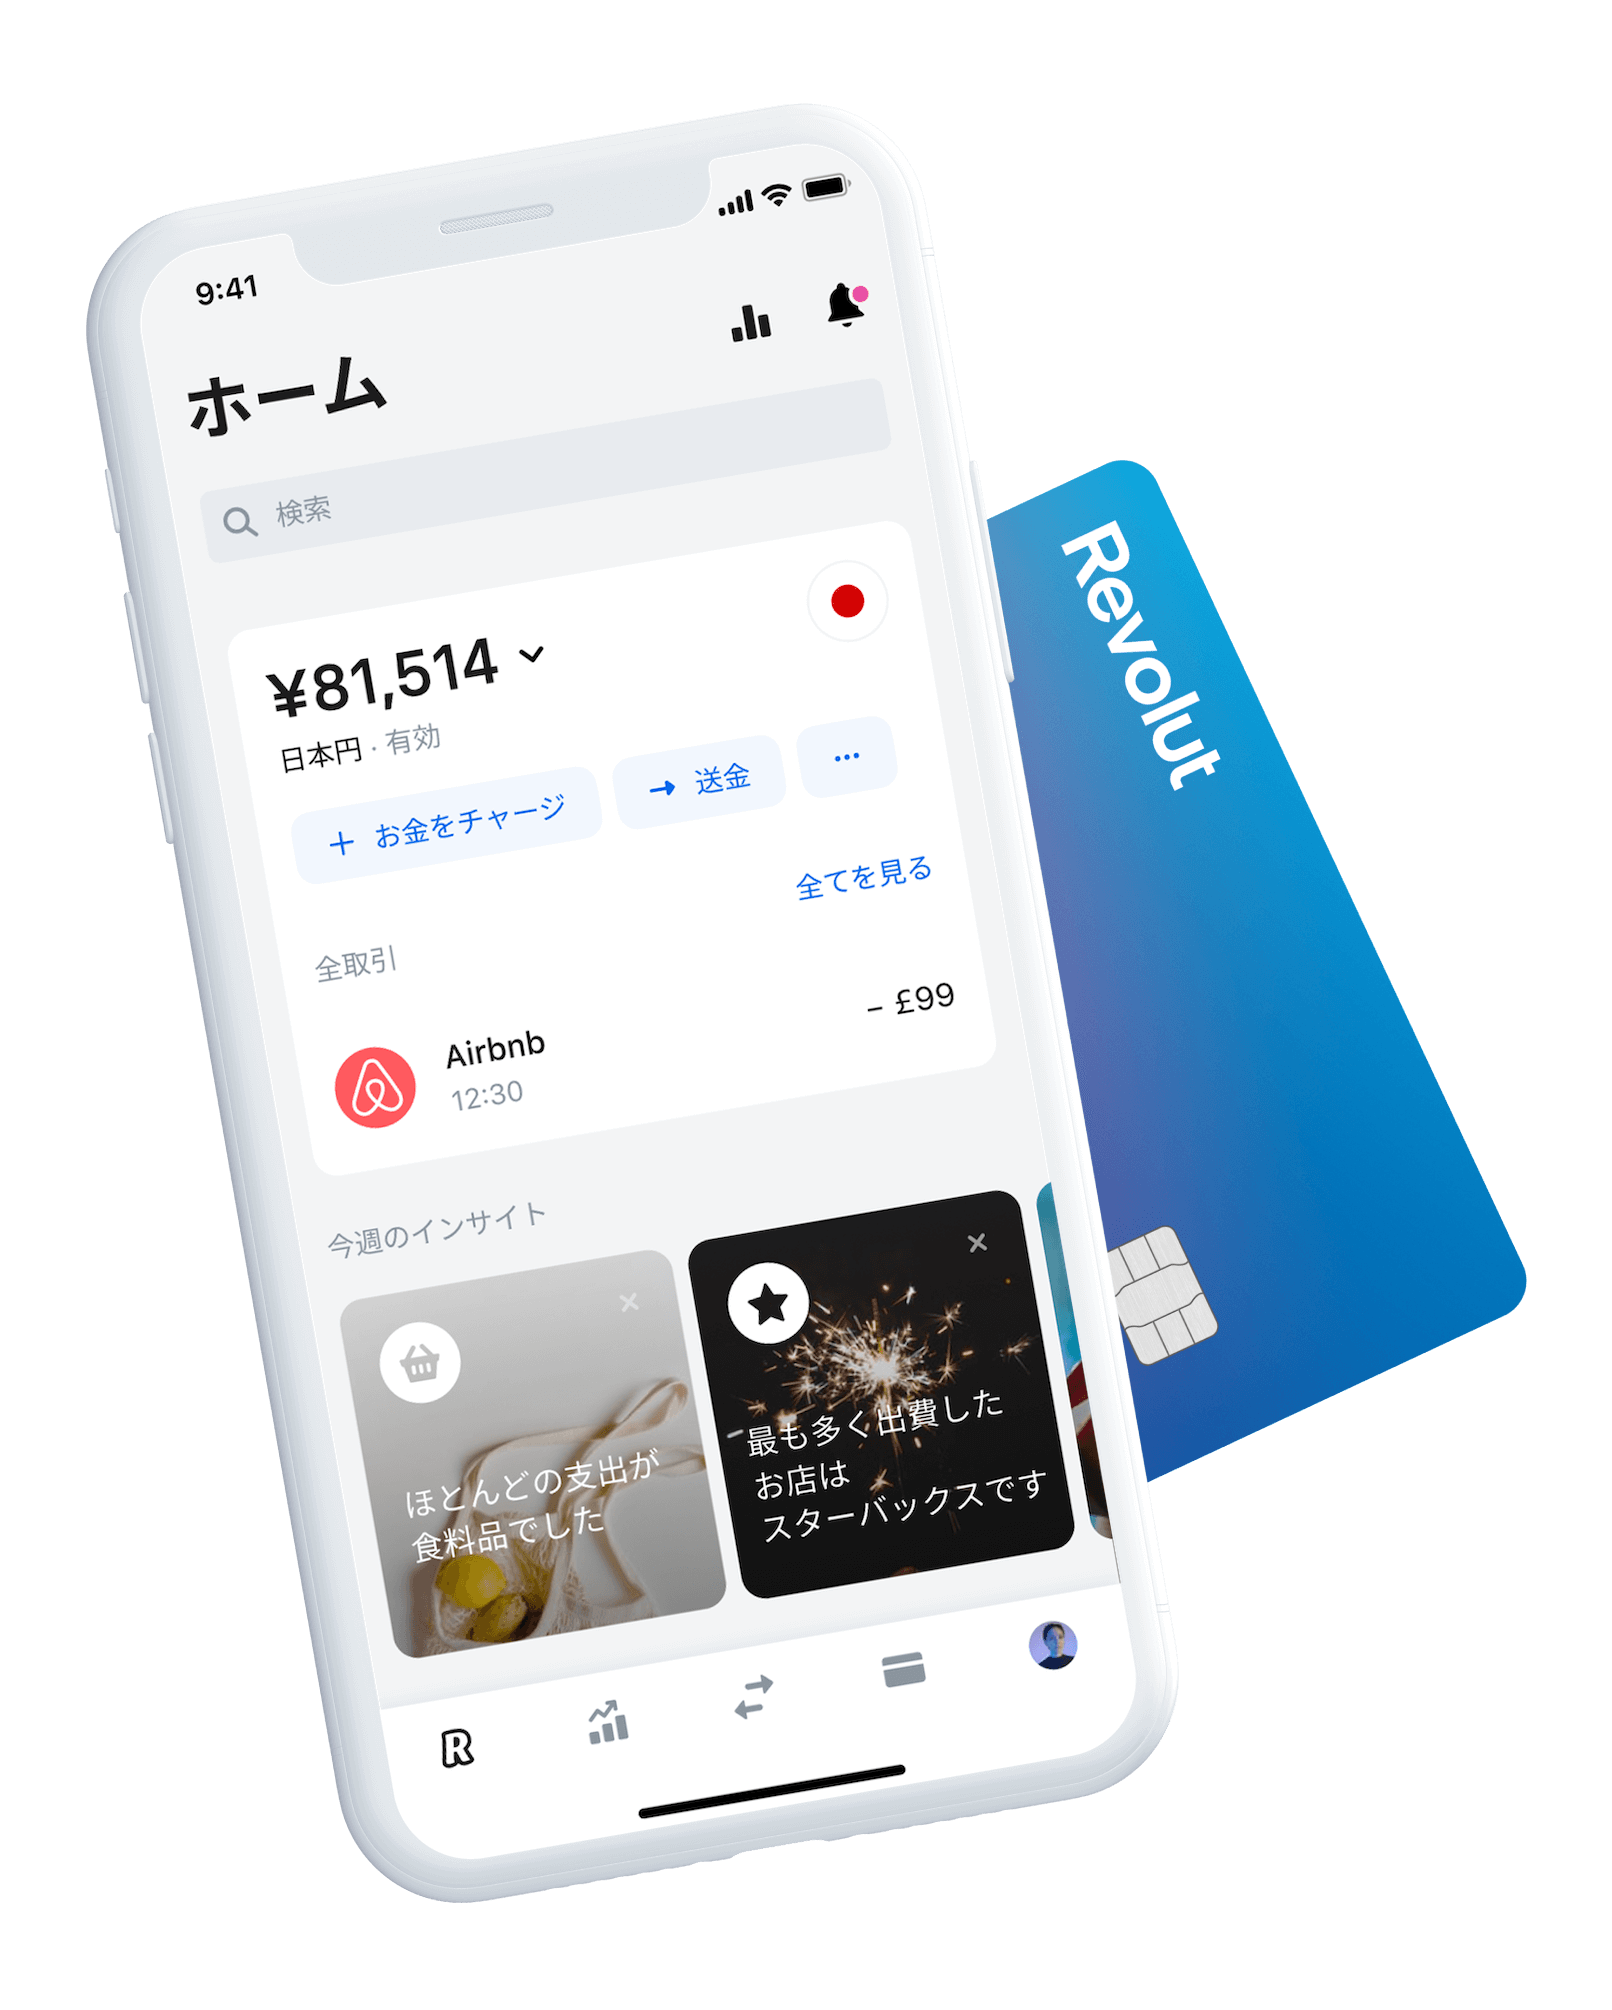 9:41
ホーム
検索
¥81,514
日本円 · 有効
+ お金をチャージ
→ 送金
···
全てを見る
全取引
Airbnb
- £99
12:30
今週のインサイト
ほとんどの支出が
食料品でした
最も多く出費した
お店は
スターバックスです
R
Revolut